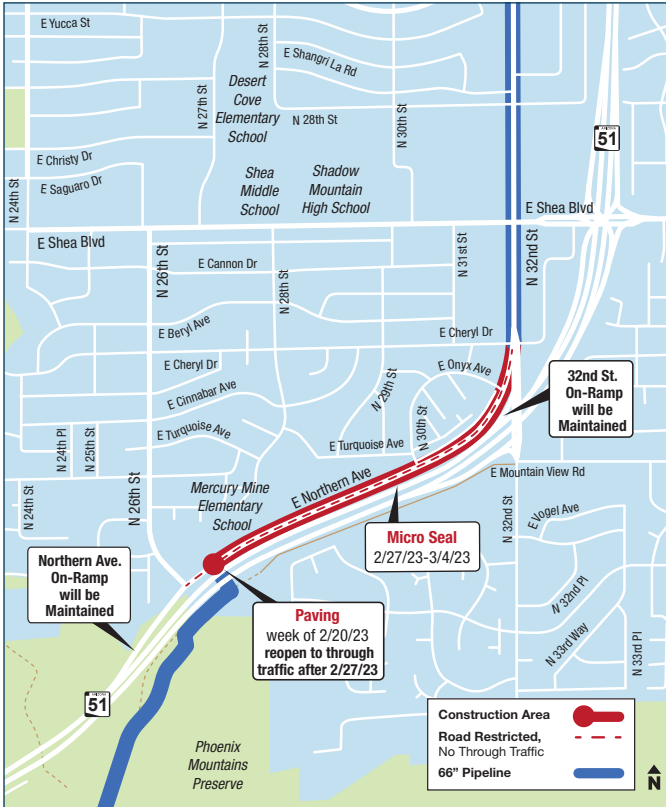 E Yucca St
N 28th St
E Shangri La Rd
Desert
Cove
Elementary
School
N 27th St
N 28th St
N 30th St
ARIZONA
51
E Christy Dr
E Saguaro Dr
N 24th St
Shea
Middle
School
Shadow
Mountain
High School
E Shea Blvd
E Shea Blvd
N 26th St
E Cannon Dr
N 28th St
N 31st St
N 32nd St
E Beryl Ave
E Cheryl Dr
E Cheryl Dr
E Onyx Ave
E Cinnabar Ave
N 29th St
32nd St.
On-Ramp
will be
Maintained
N 24th Pl
N 25th St
E Turquoise Ave
E Turquoise Ave
N 30th St
N 24th St
N 26th St
Mercury Mine
Elementary
School
E Northern Ave
E Mountain View Rd
N 32nd St
E Vogel Ave
Micro Seal
2/27/23-3/4/23
Northern Ave.
On-Ramp
will be
Maintained
Paving
week of 2/20/23
reopen to through
traffic after 2/27/23
N 32nd Pl
N 33rd Way
N 33rd Pl
ARIZONA
51
Phoenix
Mountains
Preserve
Construction Area
Road Restricted,
No Through Traffic
66” Pipeline
N